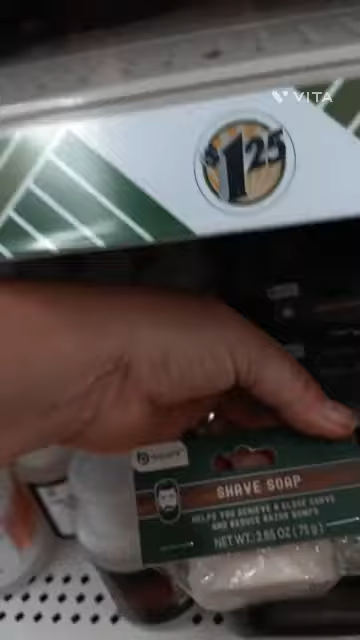 VITA
$1.25
SHAVE SOAP
HELPS YOU ACHIEVE A CLOSE SHAVE
AND REDUCE RAZOR BUMPS
NET WT. 2.65 OZ (75 g)